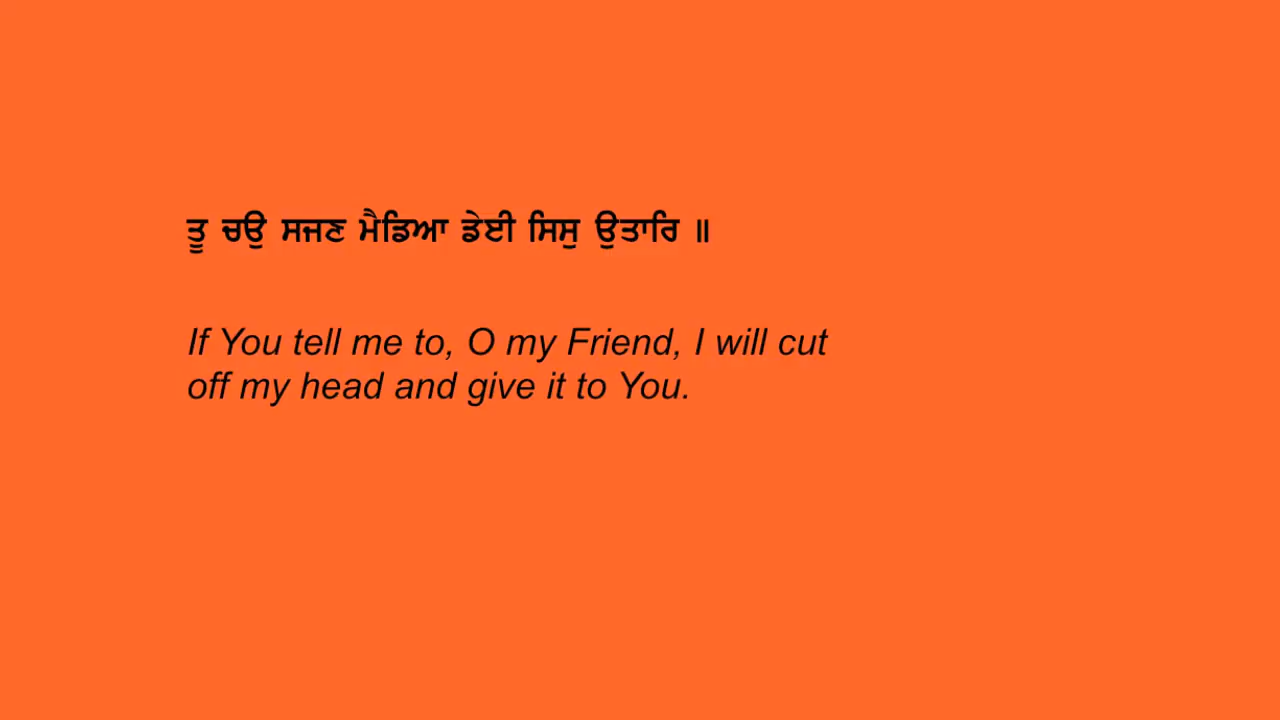 ਤੂ ਚਉ ਸਜਣ ਮੈਡਿਆ ਡੇਈ ਸਿਸੁ ਉਤਾਰਿ ॥
If You tell me to, O my Friend, I will cut
off my head and give it to You.